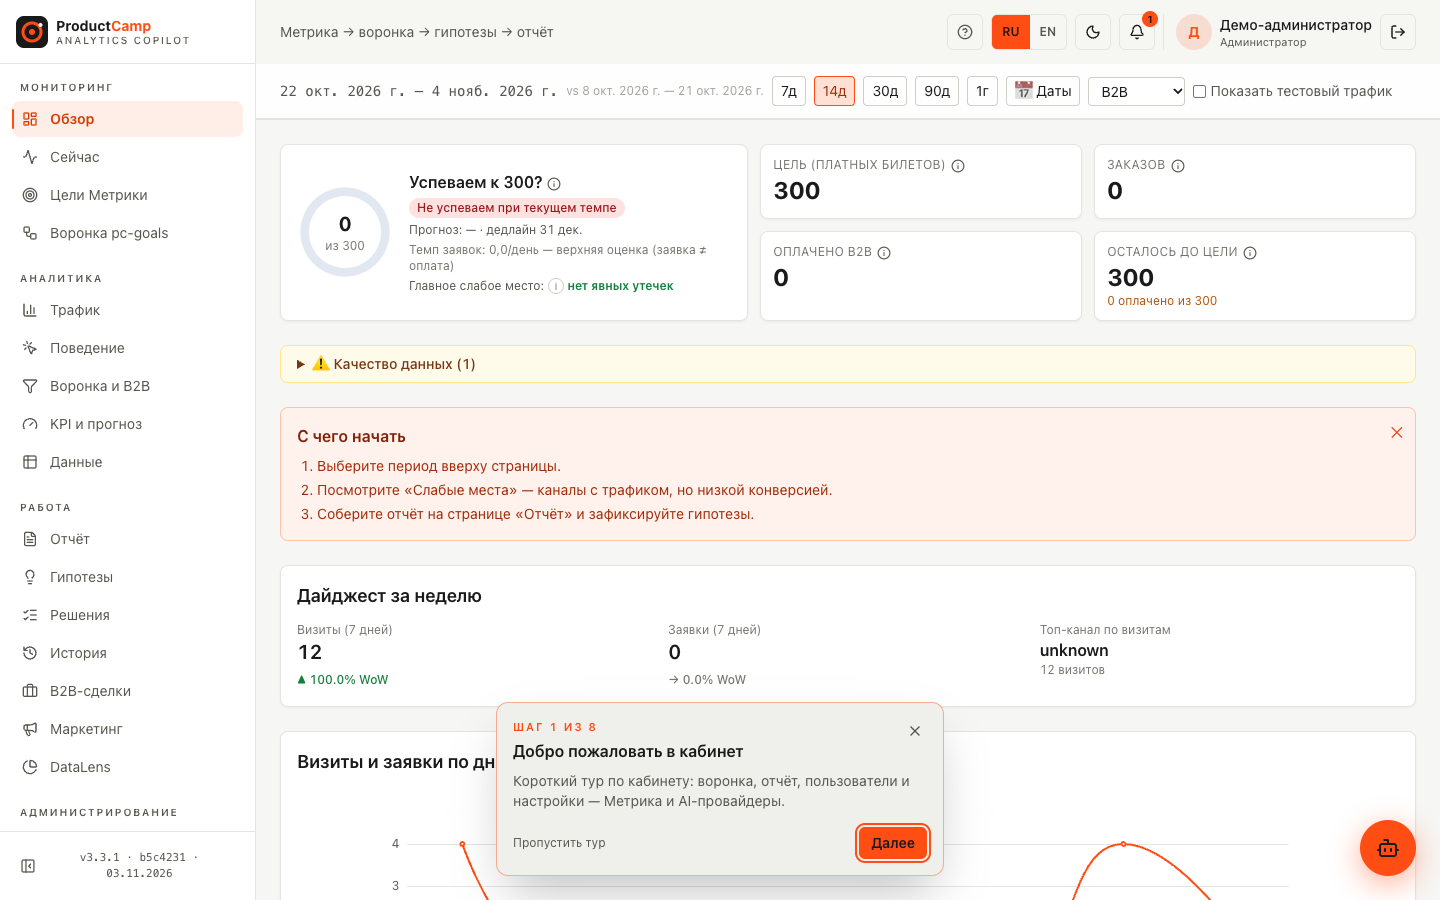 ProductCamp
ANALYTICS COPILOT
МОНИТОРИНГ
Обзор
Сейчас
Цели Метрики
Воронка pc-goals
АНАЛИТИКА
Трафик
Поведение
Воронка и B2B
KPI и прогноз
Данные
РАБОТА
Отчёт
Гипотезы
Решения
История
B2B-сделки
Маркетинг
DataLens
АДМИНИСТРИРОВАНИЕ
v3.3.1 · b5c4231 ·
03.11.2026
Метрика → воронка → гипотезы → отчёт
RU EN
1
Д
Демо-администратор
Администратор
22 окт. 2026 г. — 4 нояб. 2026 г. vs 8 окт. 2026 г. — 21 окт. 2026 г. 7д 14д 30д 90д 1г 📅 Даты B2B Показать тестовый трафик
0
из 300
Успеваем к 300?
Не успеваем при текущем темпе
Прогноз: — · дедлайн 31 дек.
Темп заявок: 0,0/день — верхняя оценка (заявка ≠
оплата)
Главное слабое место: i нет явных утечек
ЦЕЛЬ (ПЛАТНЫХ БИЛЕТОВ)
300
ЗАКАЗОВ
0
ОПЛАЧЕНО B2B
0
ОСТАЛОСЬ ДО ЦЕЛИ
300
0 оплачено из 300
▶ ⚠️ Качество данных (1)
С чего начать
1. Выберите период вверху страницы.
2. Посмотрите «Слабые места» — каналы с трафиком, но низкой конверсией.
3. Соберите отчёт на странице «Отчёт» и зафиксируйте гипотезы.
Дайджест за неделю
Визиты (7 дней)
12
▲ 100.0% WoW
Заявки (7 дней)
0
→ 0.0% WoW
Топ-канал по визитам
unknown
12 визитов
Визиты и заявки по дн
4
3
ШАГ 1 ИЗ 8
Добро пожаловать в кабинет
Короткий тур по кабинету: воронка, отчёт, пользователи и
настройки — Метрика и AI-провайдеры.
Пропустить тур
Далее